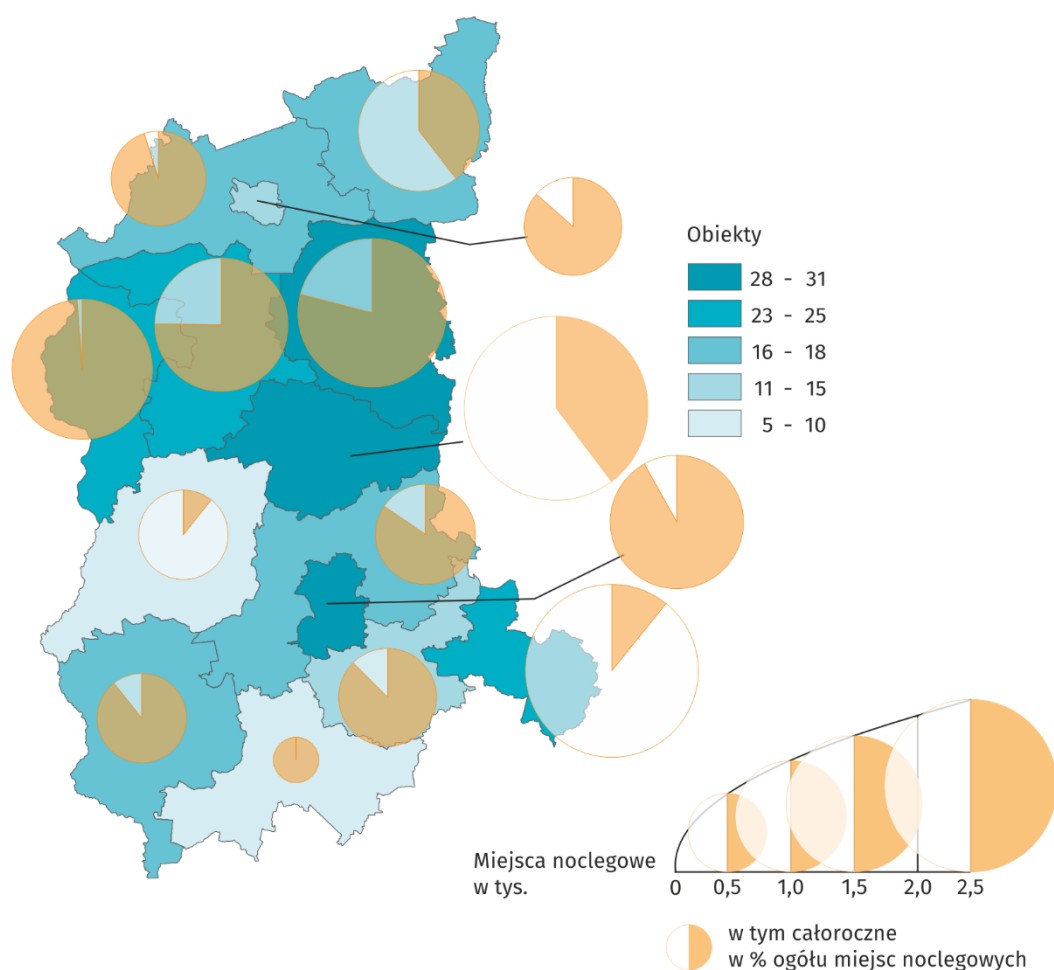 Obiekty
28 - 31
23 - 25
16 - 18
11 - 15
5 - 10
Miejsca noclegowe
w tys.
0 0,5 1,0 1,5 2,0 2,5
w tym całoroczne
w % ogółu miejsc noclegowych